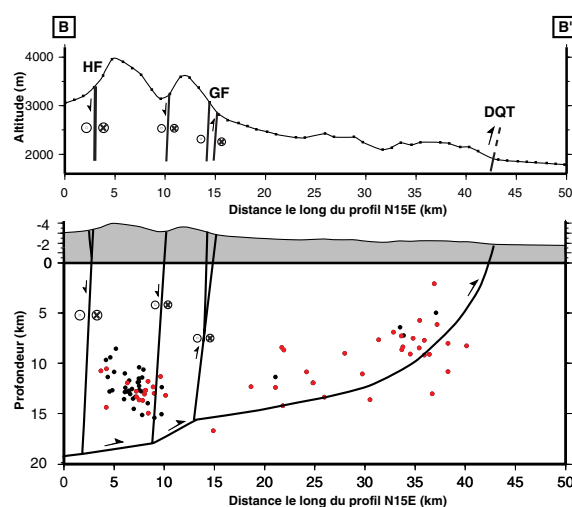 B B'
4000
3000
2000
Altitude (m)
HF
GF
DQT
0 5 10 15 20 25 30 35 40 45 50
Distance le long du profil N15E (km)
-4
-2
0
0
5
10
15
20
Profondeur (km)
0 5 10 15 20 25 30 35 40 45 50
Distance le long du profil N15E (km)